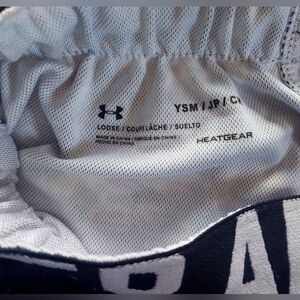 YSM / JP / C
LOOSE / COUPE LÂCHE / SUELTO
MADE IN CHINA / FABRIQUÉ EN CHINE /
HECHO EN CHINA
HEATGEAR